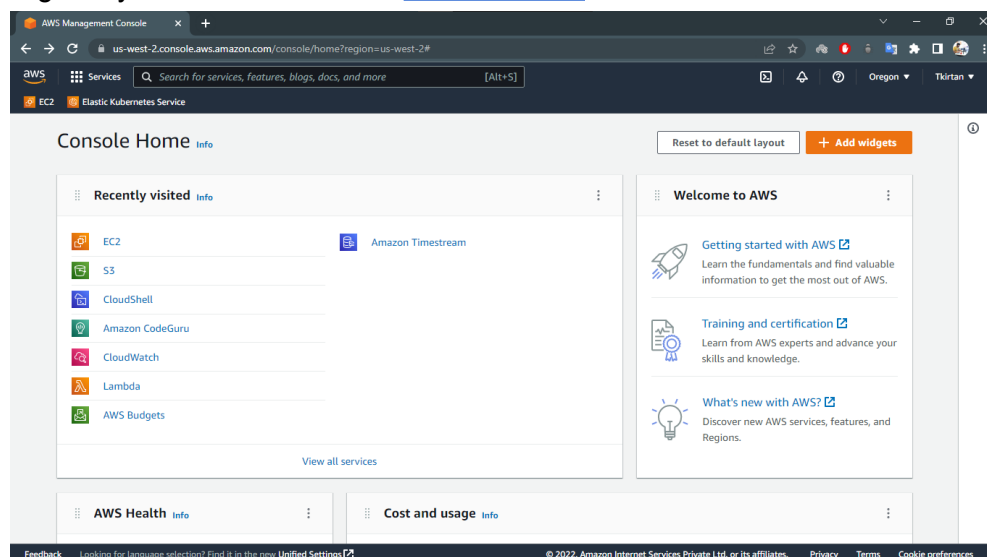 AWS Management Console
us-west-2.console.aws.amazon.com/console/home?region=us-west-2#
aws Services Search for services, features, blogs, docs, and more [Alt+S] Oregon Tkirtan
EC2 Elastic Kubernetes Service
Console Home Info
Reset to default layout + Add widgets
Recently visited Info
EC2
S3
CloudShell
Amazon CodeGuru
CloudWatch
Lambda
AWS Budgets
Amazon Timestream
View all services
Welcome to AWS
Getting started with AWS
Learn the fundamentals and find valuable
information to get the most out of AWS.
Training and certification
Learn from AWS experts and advance your
skills and knowledge.
What's new with AWS?
Discover new AWS services, features, and
Regions.
AWS Health Info
Cost and usage Info
Feedback Looking for language selection? Find it in the new Unified Settings © 2022, Amazon Internet Services Private Ltd. or its affiliates. Privacy Terms Cookie preferences